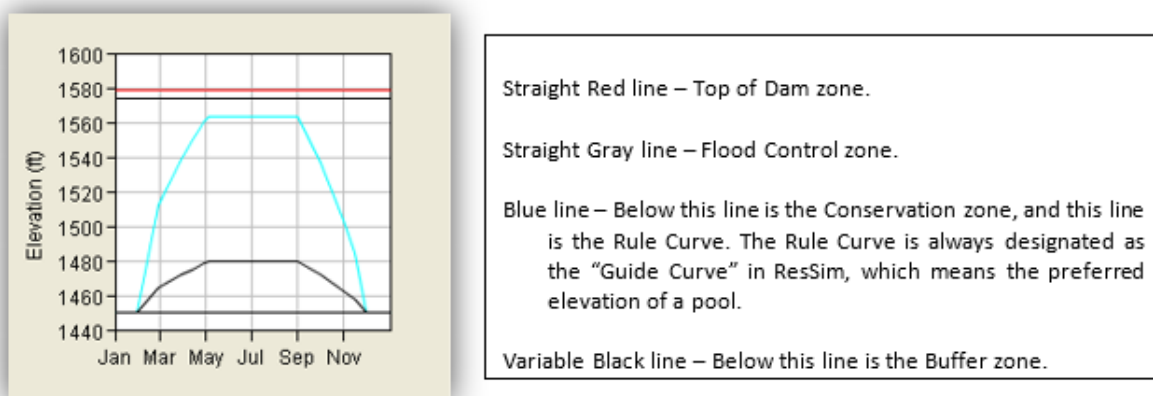 1600
1580
1560
1540
1520
1500
1480
1460
1440
Elevation (ft)
Jan Mar May Jul Sep Nov
Straight Red line – Top of Dam zone.
Straight Gray line – Flood Control zone.
Blue line – Below this line is the Conservation zone, and this line
is the Rule Curve. The Rule Curve is always designated as
the “Guide Curve” in ResSim, which means the preferred
elevation of a pool.
Variable Black line – Below this line is the Buffer zone.